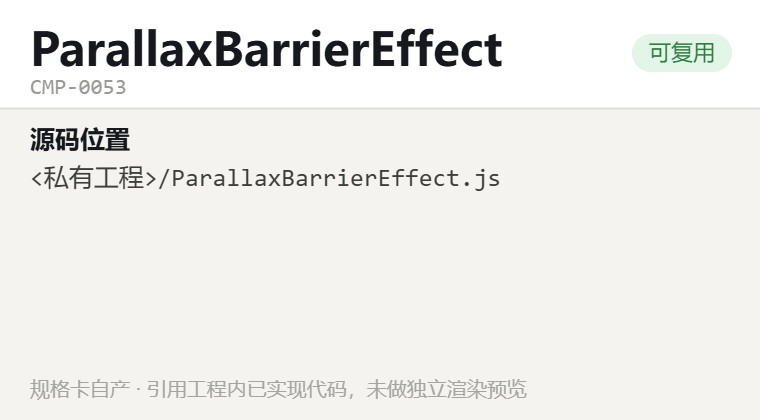 ParallaxBarrierEffect
可复用
CMP-0053
源码位置
<私有工程>/ParallaxBarrierEffect.js
规格卡自产 · 引用工程内已实现代码，未做独立渲染预览